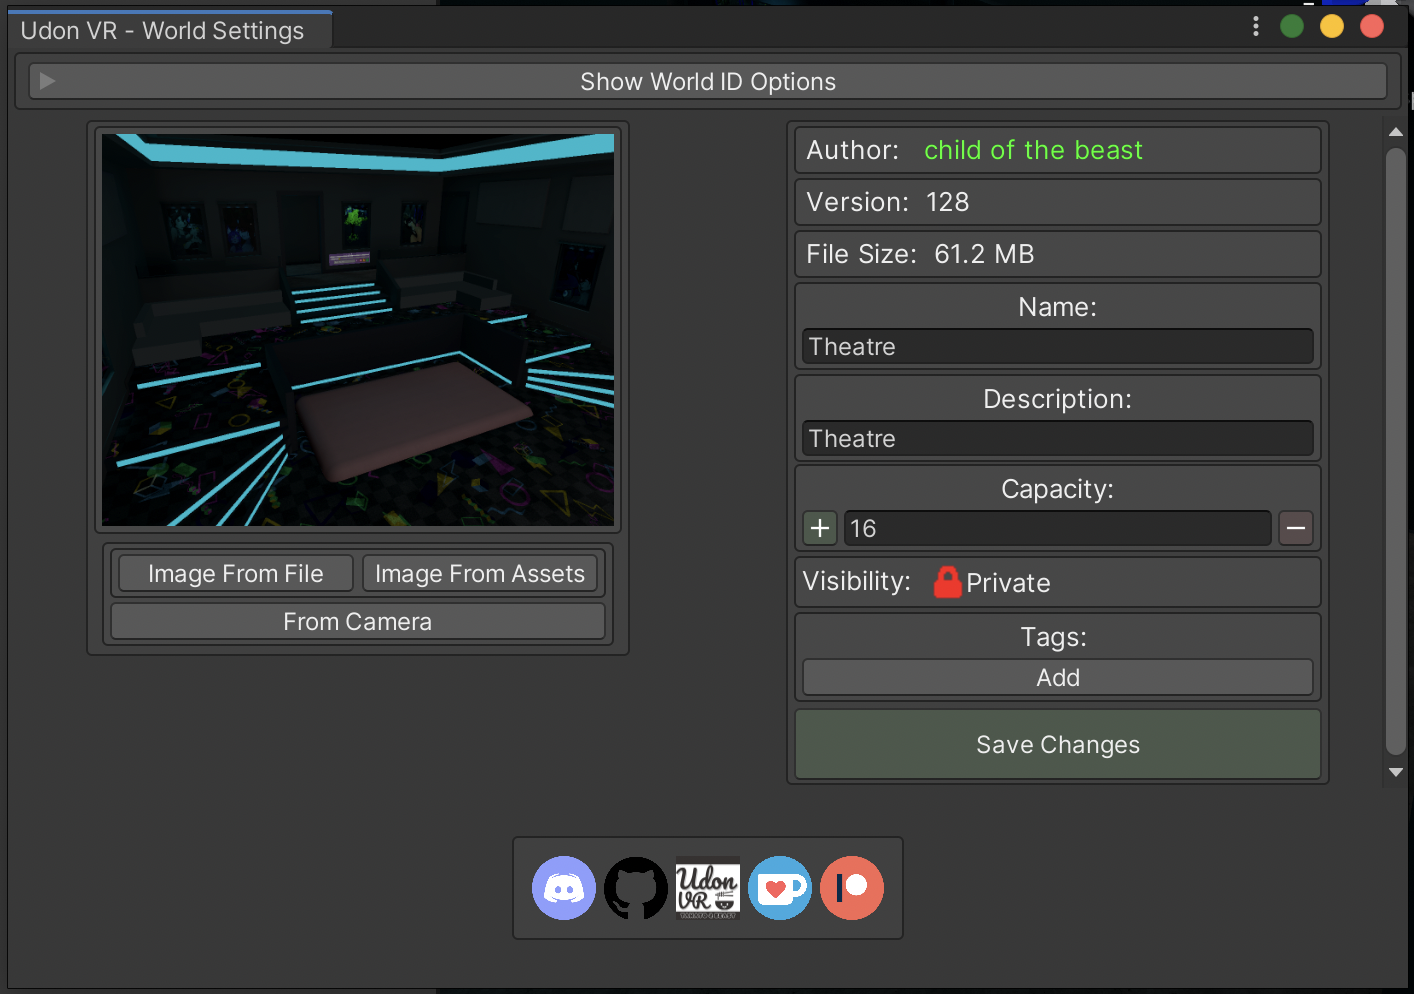 Udon VR - World Settings
Show World ID Options
Image From File
Image From Assets
From Camera
Author: child of the beast
Version: 128
File Size: 61.2 MB
Name:
Theatre
Description:
Theatre
Capacity:
+ 16 −
Visibility: Private
Tags:
Add
Save Changes
Udon
VR